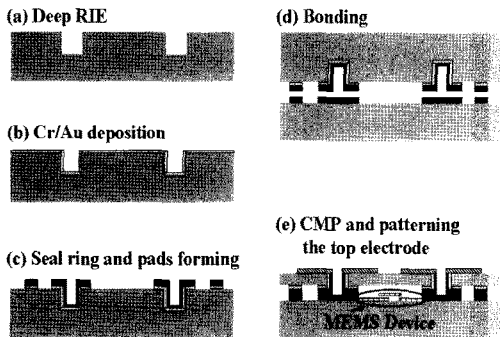 (a) Deep RIE
(b) Cr/Au deposition
(c) Seal ring and pads forming
(d) Bonding
(e) CMP and patterning
the top electrode
MEMS Device